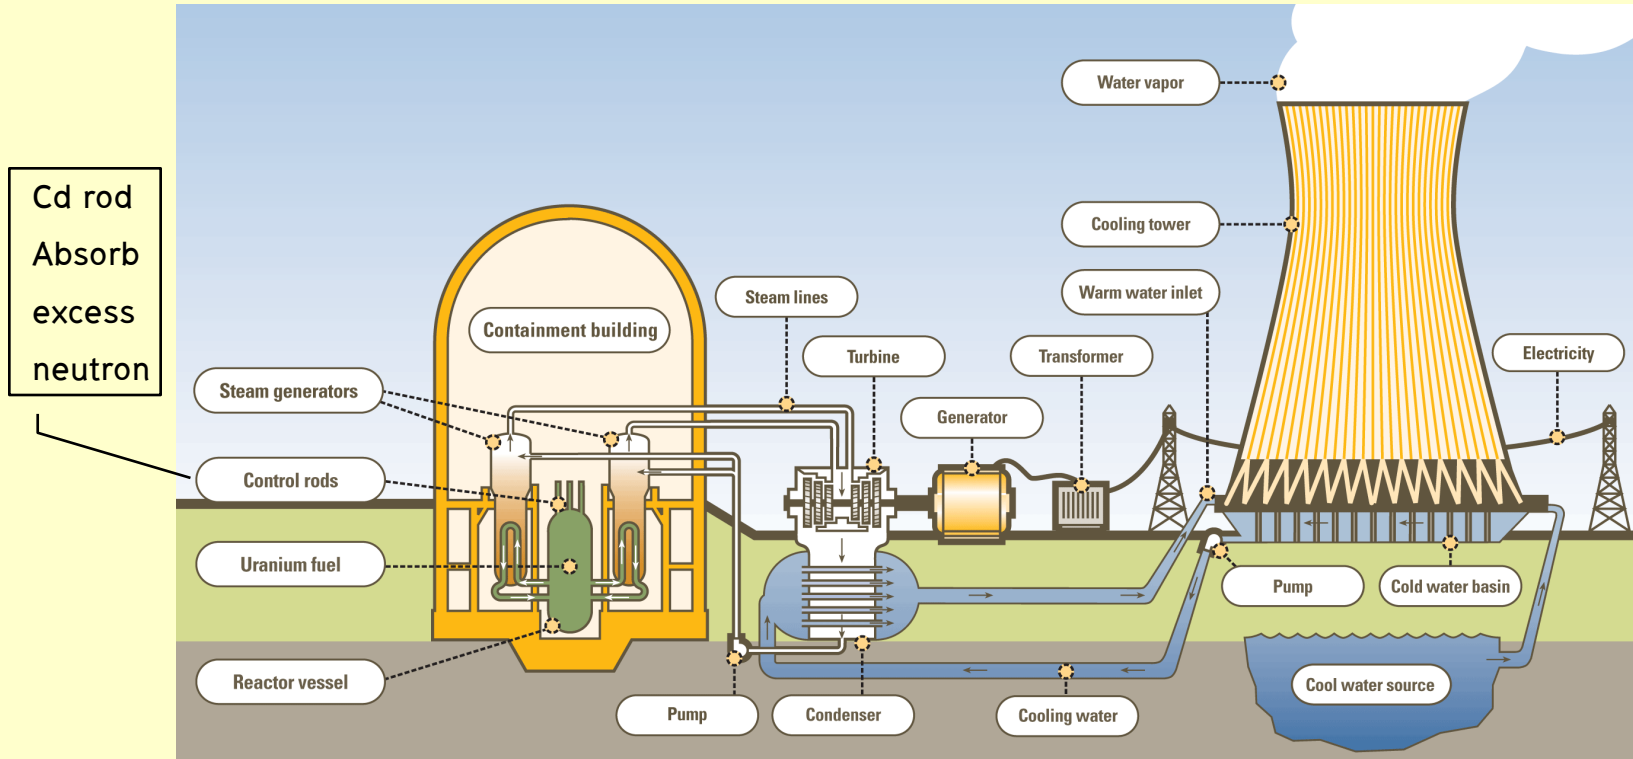 Cd rod
Absorb
excess
neutron
Water vapor
Cooling tower
Warm water inlet
Steam lines
Containment building
Turbine
Transformer
Electricity
Steam generators
Generator
Control rods
Uranium fuel
Pump
Cold water basin
Reactor vessel
Cool water source
Pump
Condenser
Cooling water